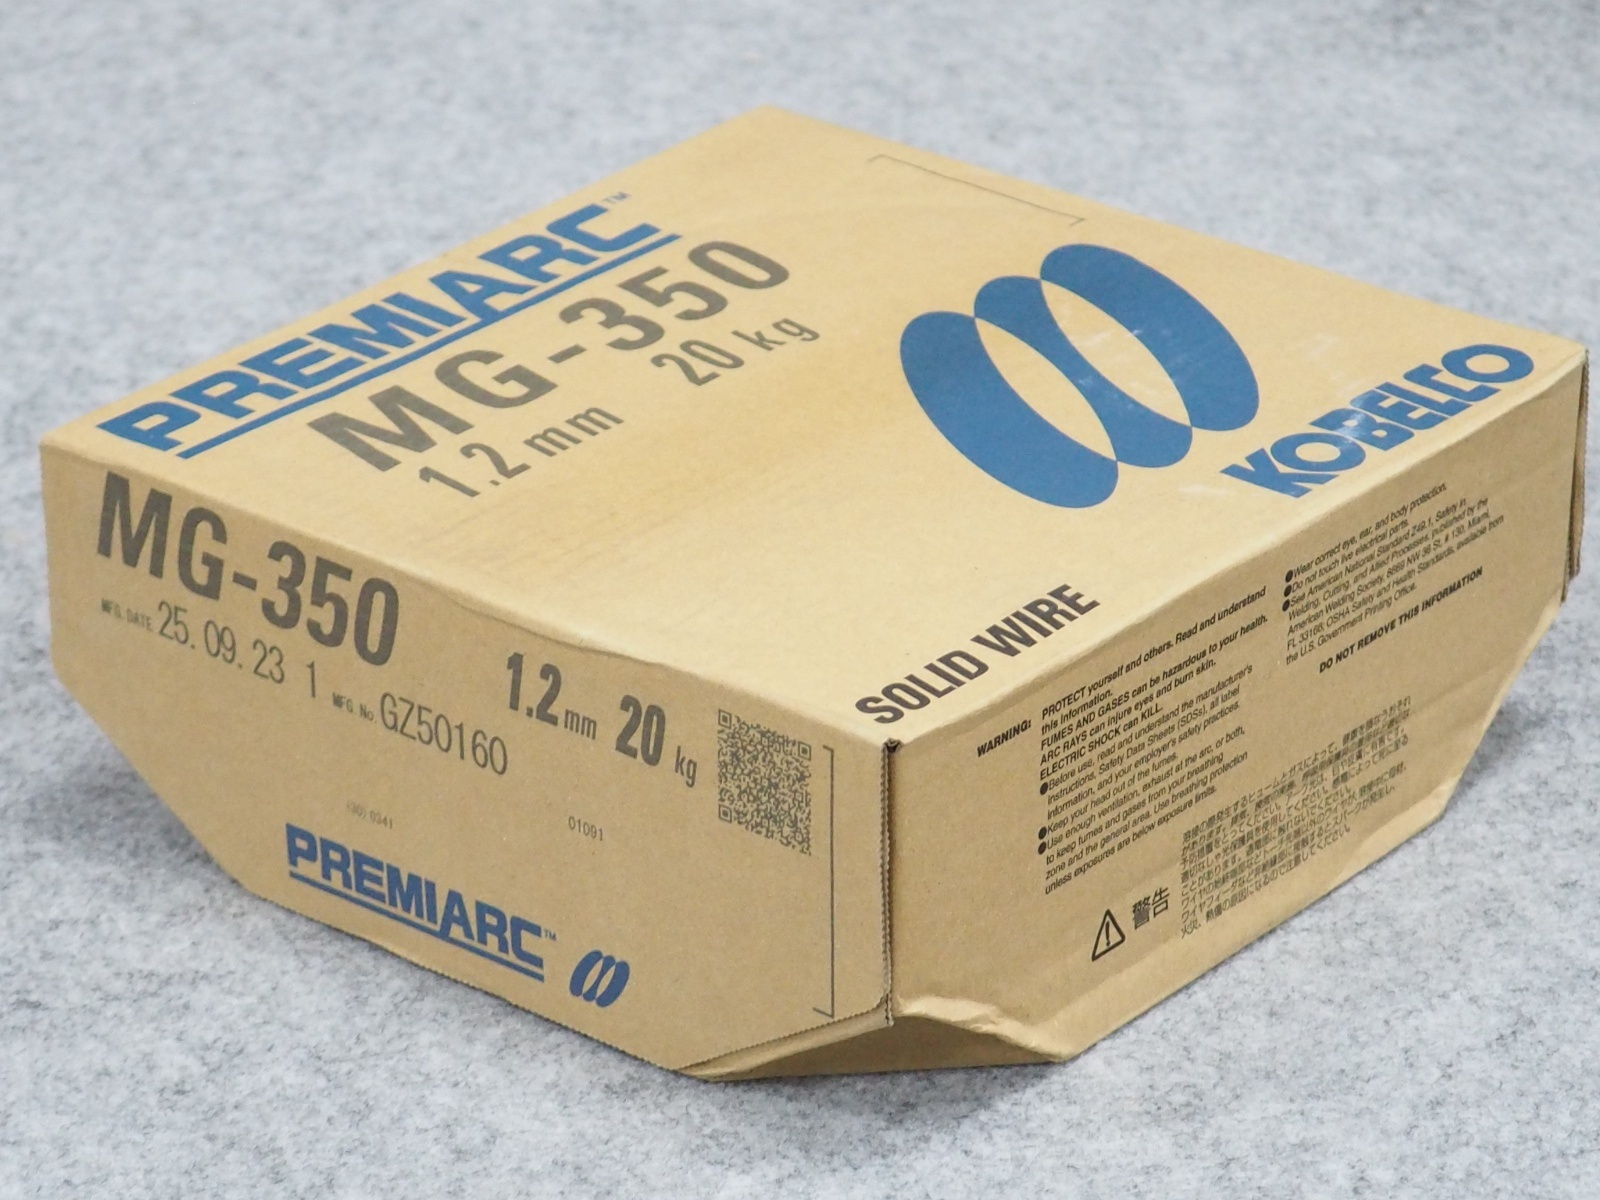 PREMIARC™
MG-350
1.2 mm 20 kg
KOBELCO
SOLID WIRE
MG-350
1.2 mm 20 kg
MFG. DATE 25.09.23 1 MFG. No. GZ50160
(30) 0341
01091
PREMIARC™
WARNING: PROTECT yourself and others. Read and understand
this information.
FUMES AND GASES can be hazardous to your health.
ARC RAYS can injure eyes and burn skin.
ELECTRIC SHOCK can KILL.
●Before use, read and understand the manufacturer's
instructions, Safety Data Sheets (SDSs), all label
information, and your employer's safety practices.
●Keep your head out of the fumes.
●Use enough ventilation, exhaust at the arc, or both,
to keep fumes and gases from your breathing
zone and the general area. Use breathing protection
unless exposures are below exposure limits.
●Wear correct eye, ear, and body protection.
●Do not touch live electrical parts.
●See American National Standard Z49.1, Safety in
Welding, Cutting, and Allied Processes, published by the
American Welding Society, 8669 NW 36 St, # 130, Miami,
FL 33166; OSHA Safety and Health Standards, available from
the U.S. Government Printing Office.
DO NOT REMOVE THIS INFORMATION
警告